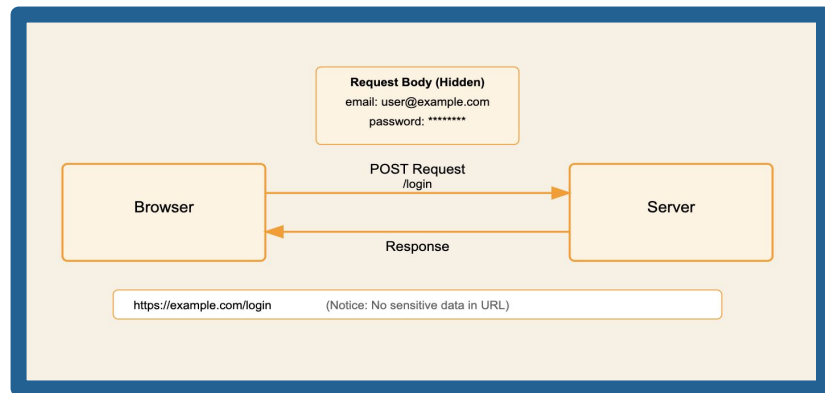 Request Body (Hidden)
email: user@example.com
password: ********
POST Request
/login
Browser
Server
Response
https://example.com/login (Notice: No sensitive data in URL)